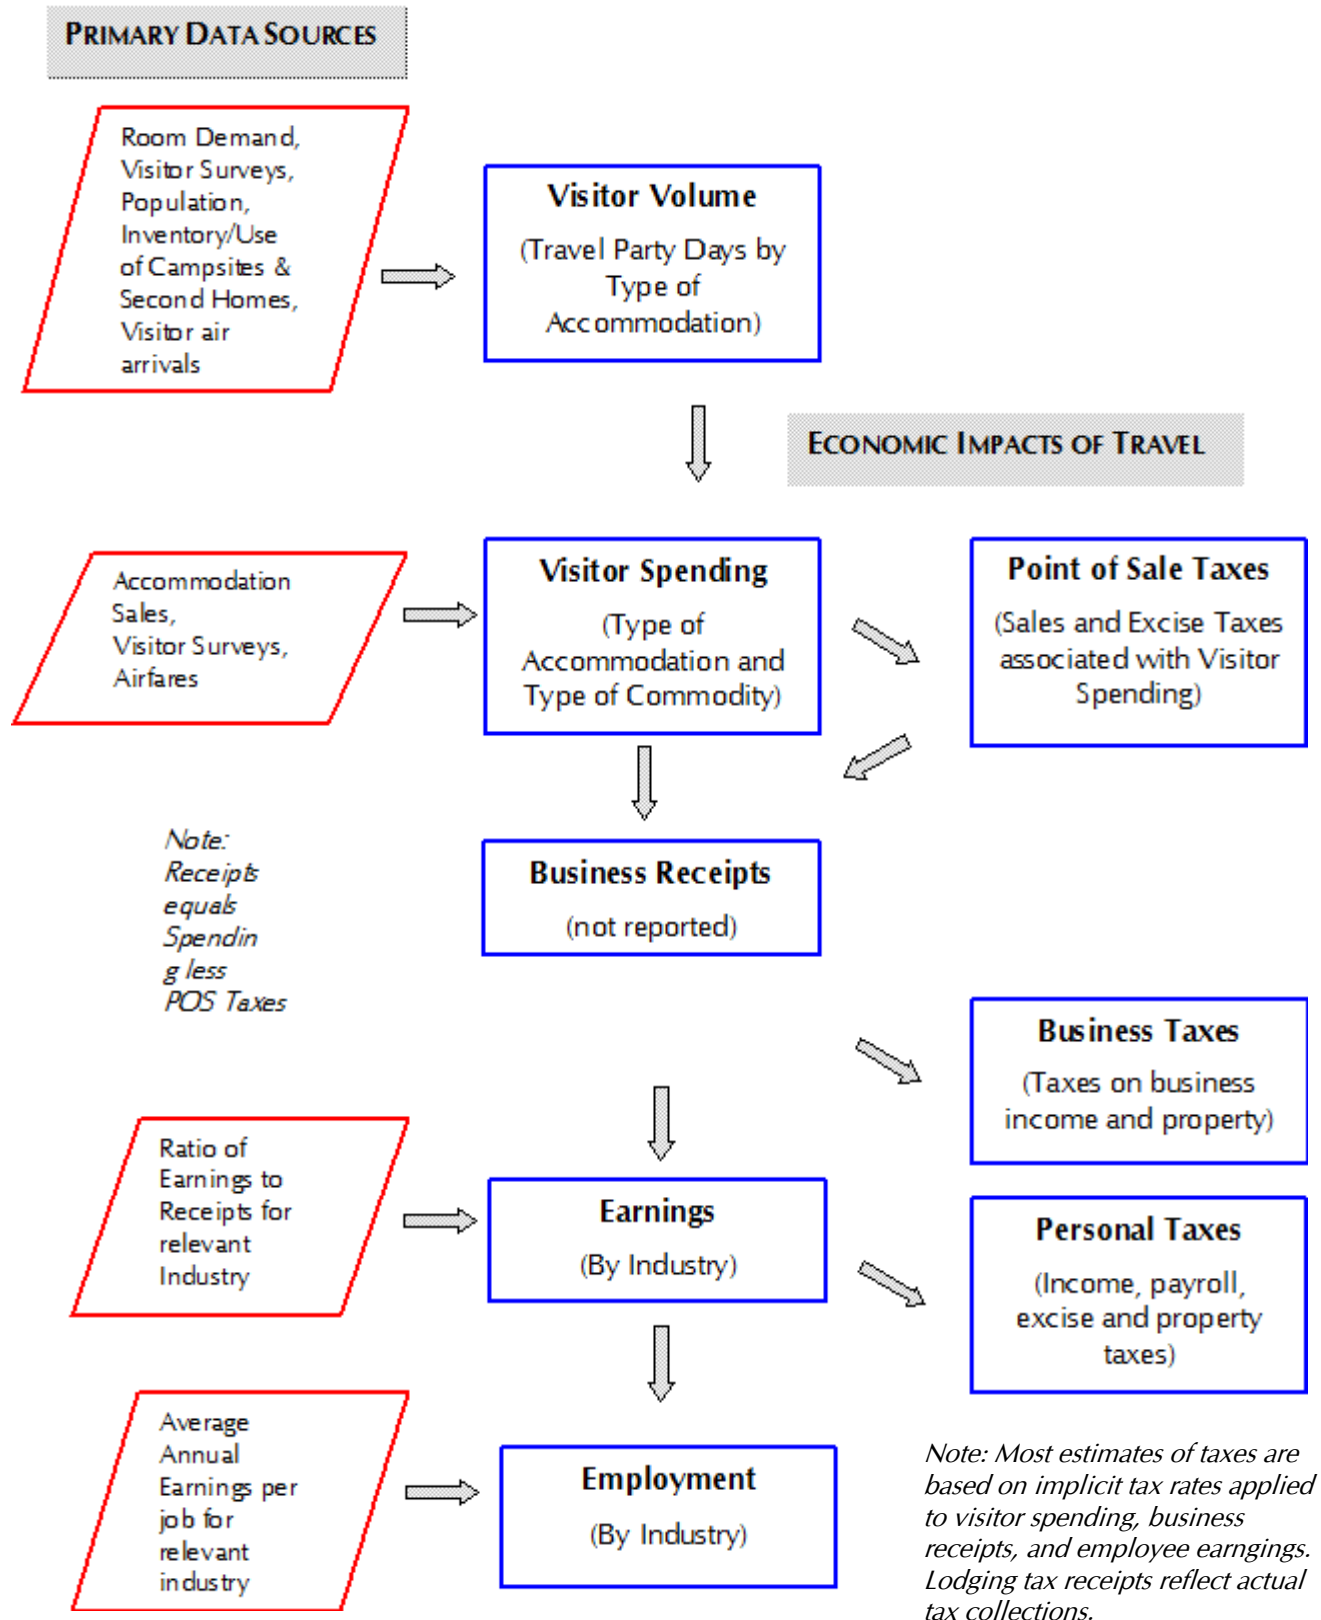 PRIMARY DATA SOURCES
Room Demand,
Visitor Surveys,
Population,
Inventory/Use
of Campsites &
Second Homes,
Visitor air
arrivals
Visitor Volume
(Travel Party Days by
Type of
Accommodation)
ECONOMIC IMPACTS OF TRAVEL
Accommodation
Sales,
Visitor Surveys,
Airfares
Visitor Spending
(Type of
Accommodation and
Type of Commodity)
Point of Sale Taxes
(Sales and Excise Taxes
associated with Visitor
Spending)
Note:
Receipts
equals
Spendin
g less
POS Taxes
Business Receipts
(not reported)
Business Taxes
(Taxes on business
income and property)
Ratio of
Earnings to
Receipts for
relevant
Industry
Earnings
(By Industry)
Personal Taxes
(Income, payroll,
excise and property
taxes)
Average
Annual
Earnings per
job for
relevant
industry
Employment
(By Industry)
Note: Most estimates of taxes are
based on implicit tax rates applied
to visitor spending, business
receipts, and employee earngings.
Lodging tax receipts reflect actual
tax collections.